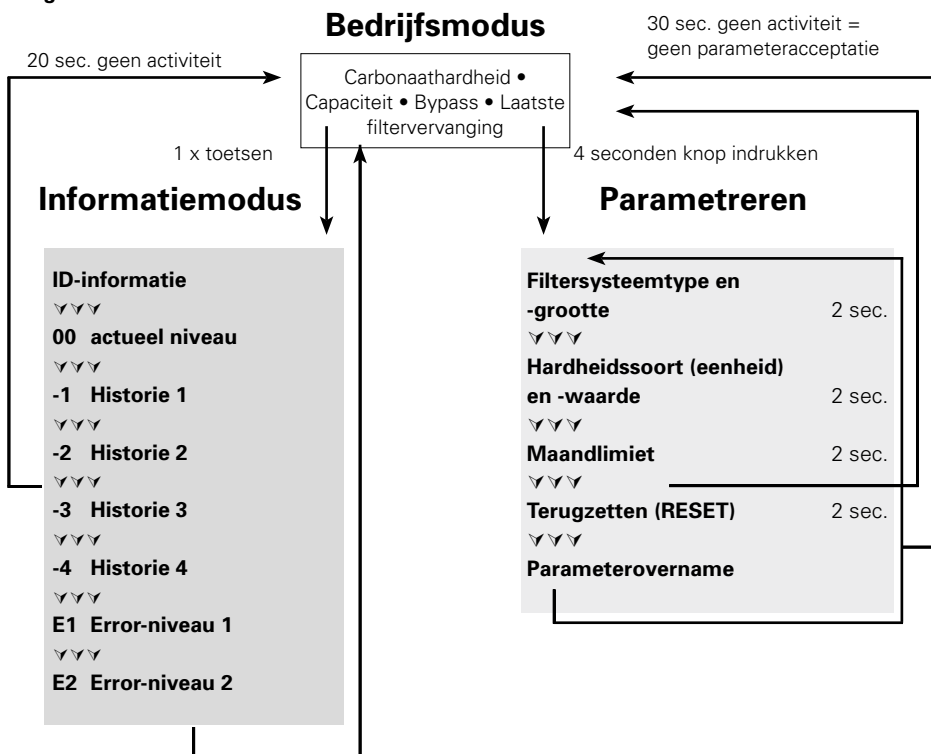 Bedrijfsmodus
30 sec. geen activiteit =
geen parameteracceptatie
20 sec. geen activiteit
Carbonaathardheid •
Capaciteit • Bypass • Laatste
filtervervanging
1 x toetsen
4 seconden knop indrukken
Informatiemodus
ID-informatie
00 actueel niveau
-1 Historie 1
-2 Historie 2
-3 Historie 3
-4 Historie 4
E1 Error-niveau 1
E2 Error-niveau 2
Parametreren
Filtersysteemtype en
-grootte 2 sec.
Hardheidssoort (eenheid)
en -waarde 2 sec.
Maandlimiet 2 sec.
Terugzetten (RESET) 2 sec.
Parameterovername